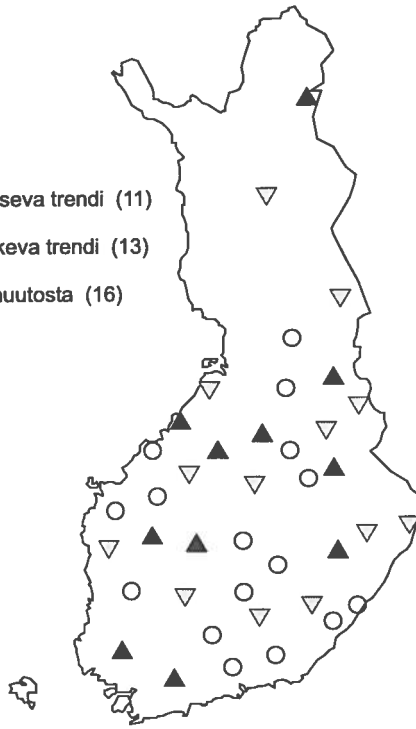 seva trendi (11)
keva trendi (13)
uutosta (16)